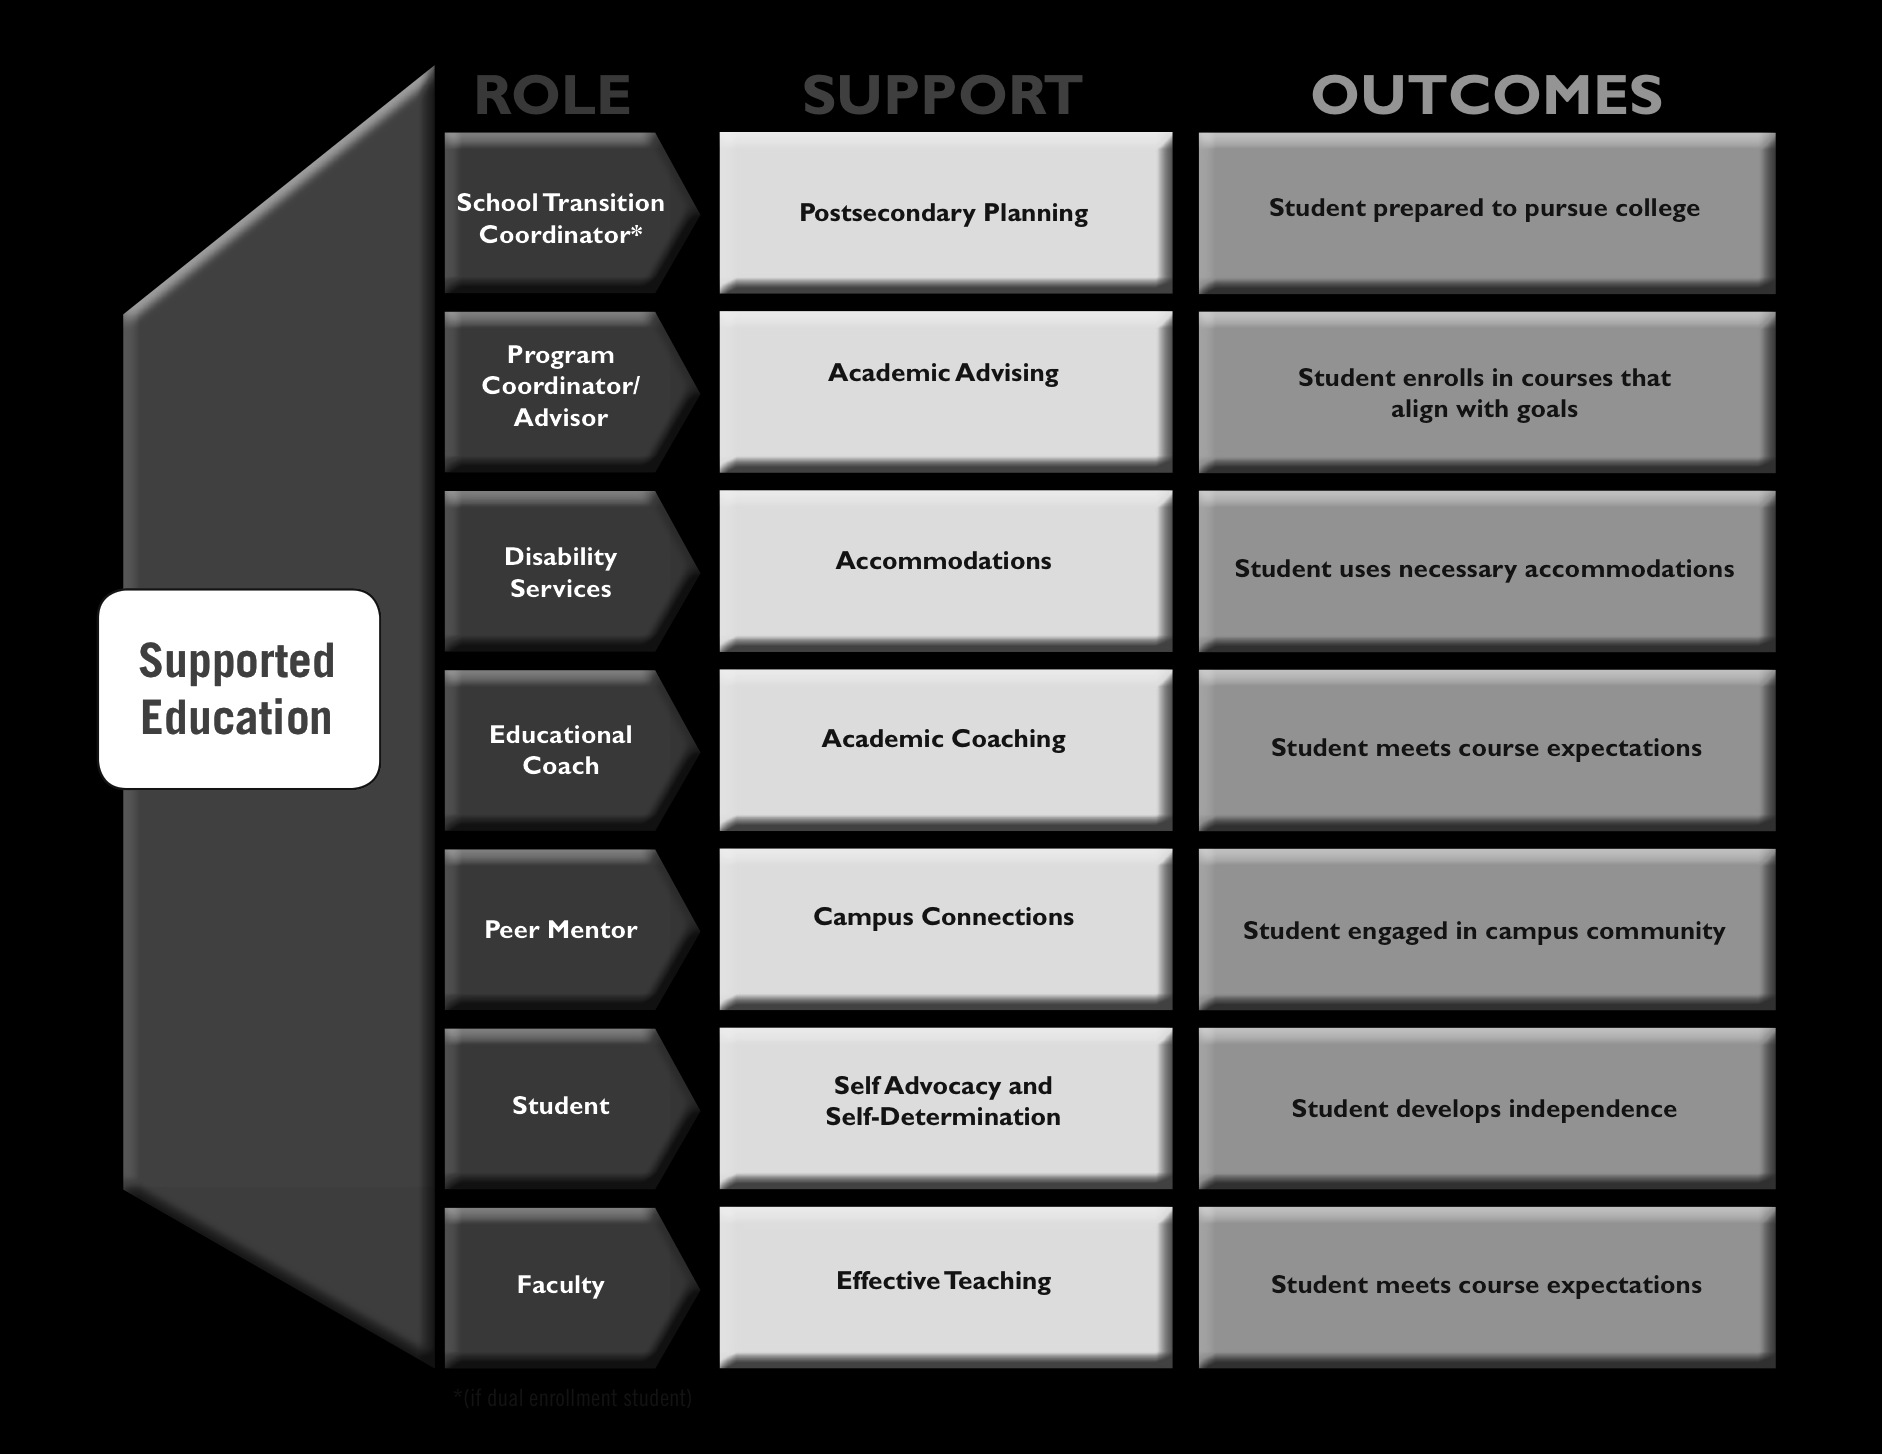 ROLE
SUPPORT
OUTCOMES
School Transition
Coordinator*
Postsecondary Planning
Student prepared to pursue college
Program
Coordinator/
Advisor
Academic Advising
Student enrolls in courses that
align with goals
Disability
Services
Accommodations
Student uses necessary accommodations
Supported
Education
Educational
Coach
Academic Coaching
Student meets course expectations
Peer Mentor
Campus Connections
Student engaged in campus community
Student
Self Advocacy and
Self-Determination
Student develops independence
Faculty
Effective Teaching
Student meets course expectations
*(if dual enrollment student)